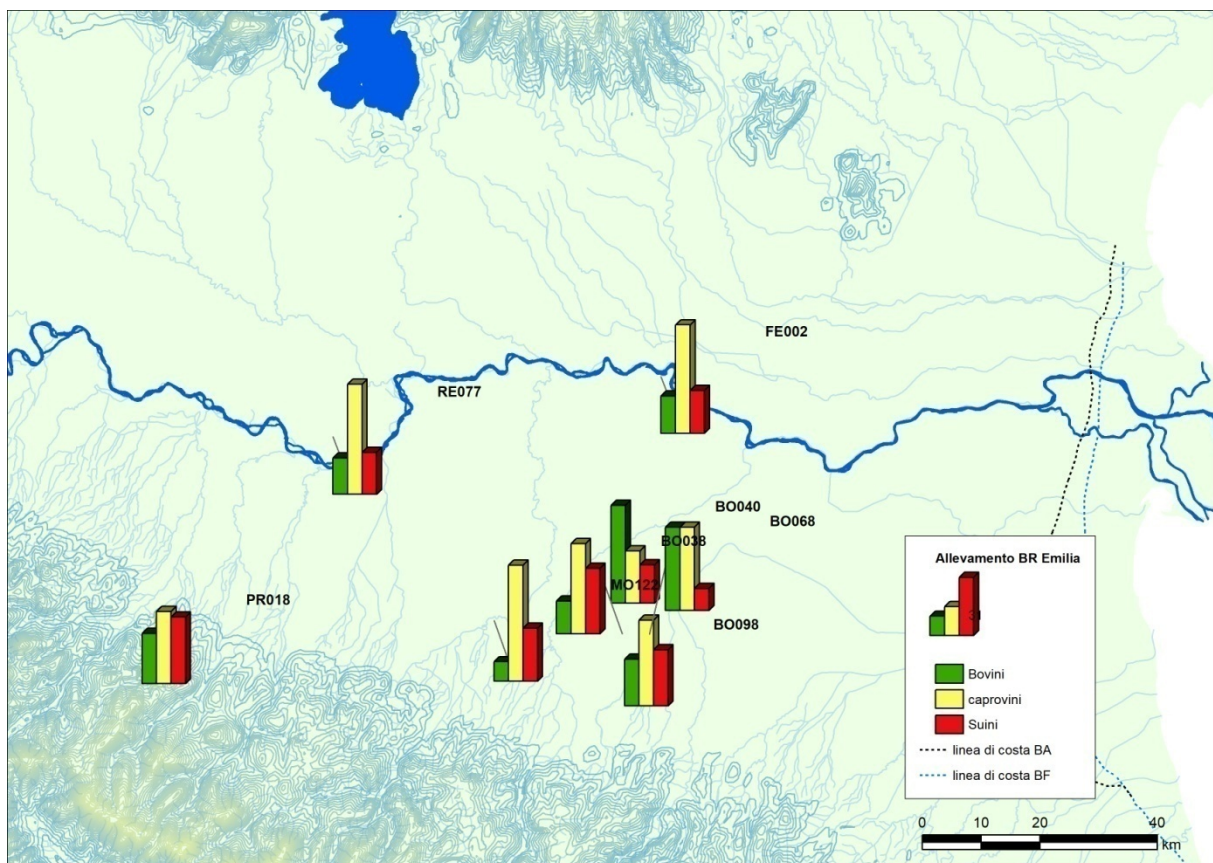 FE002
RE077
BO040
BO068
BO038
MO122
PR018
BO098
Allevamento BR Emilia
31
Bovini
caprovini
Suini
linea di costa BA
linea di costa BF
0 10 20 40
km